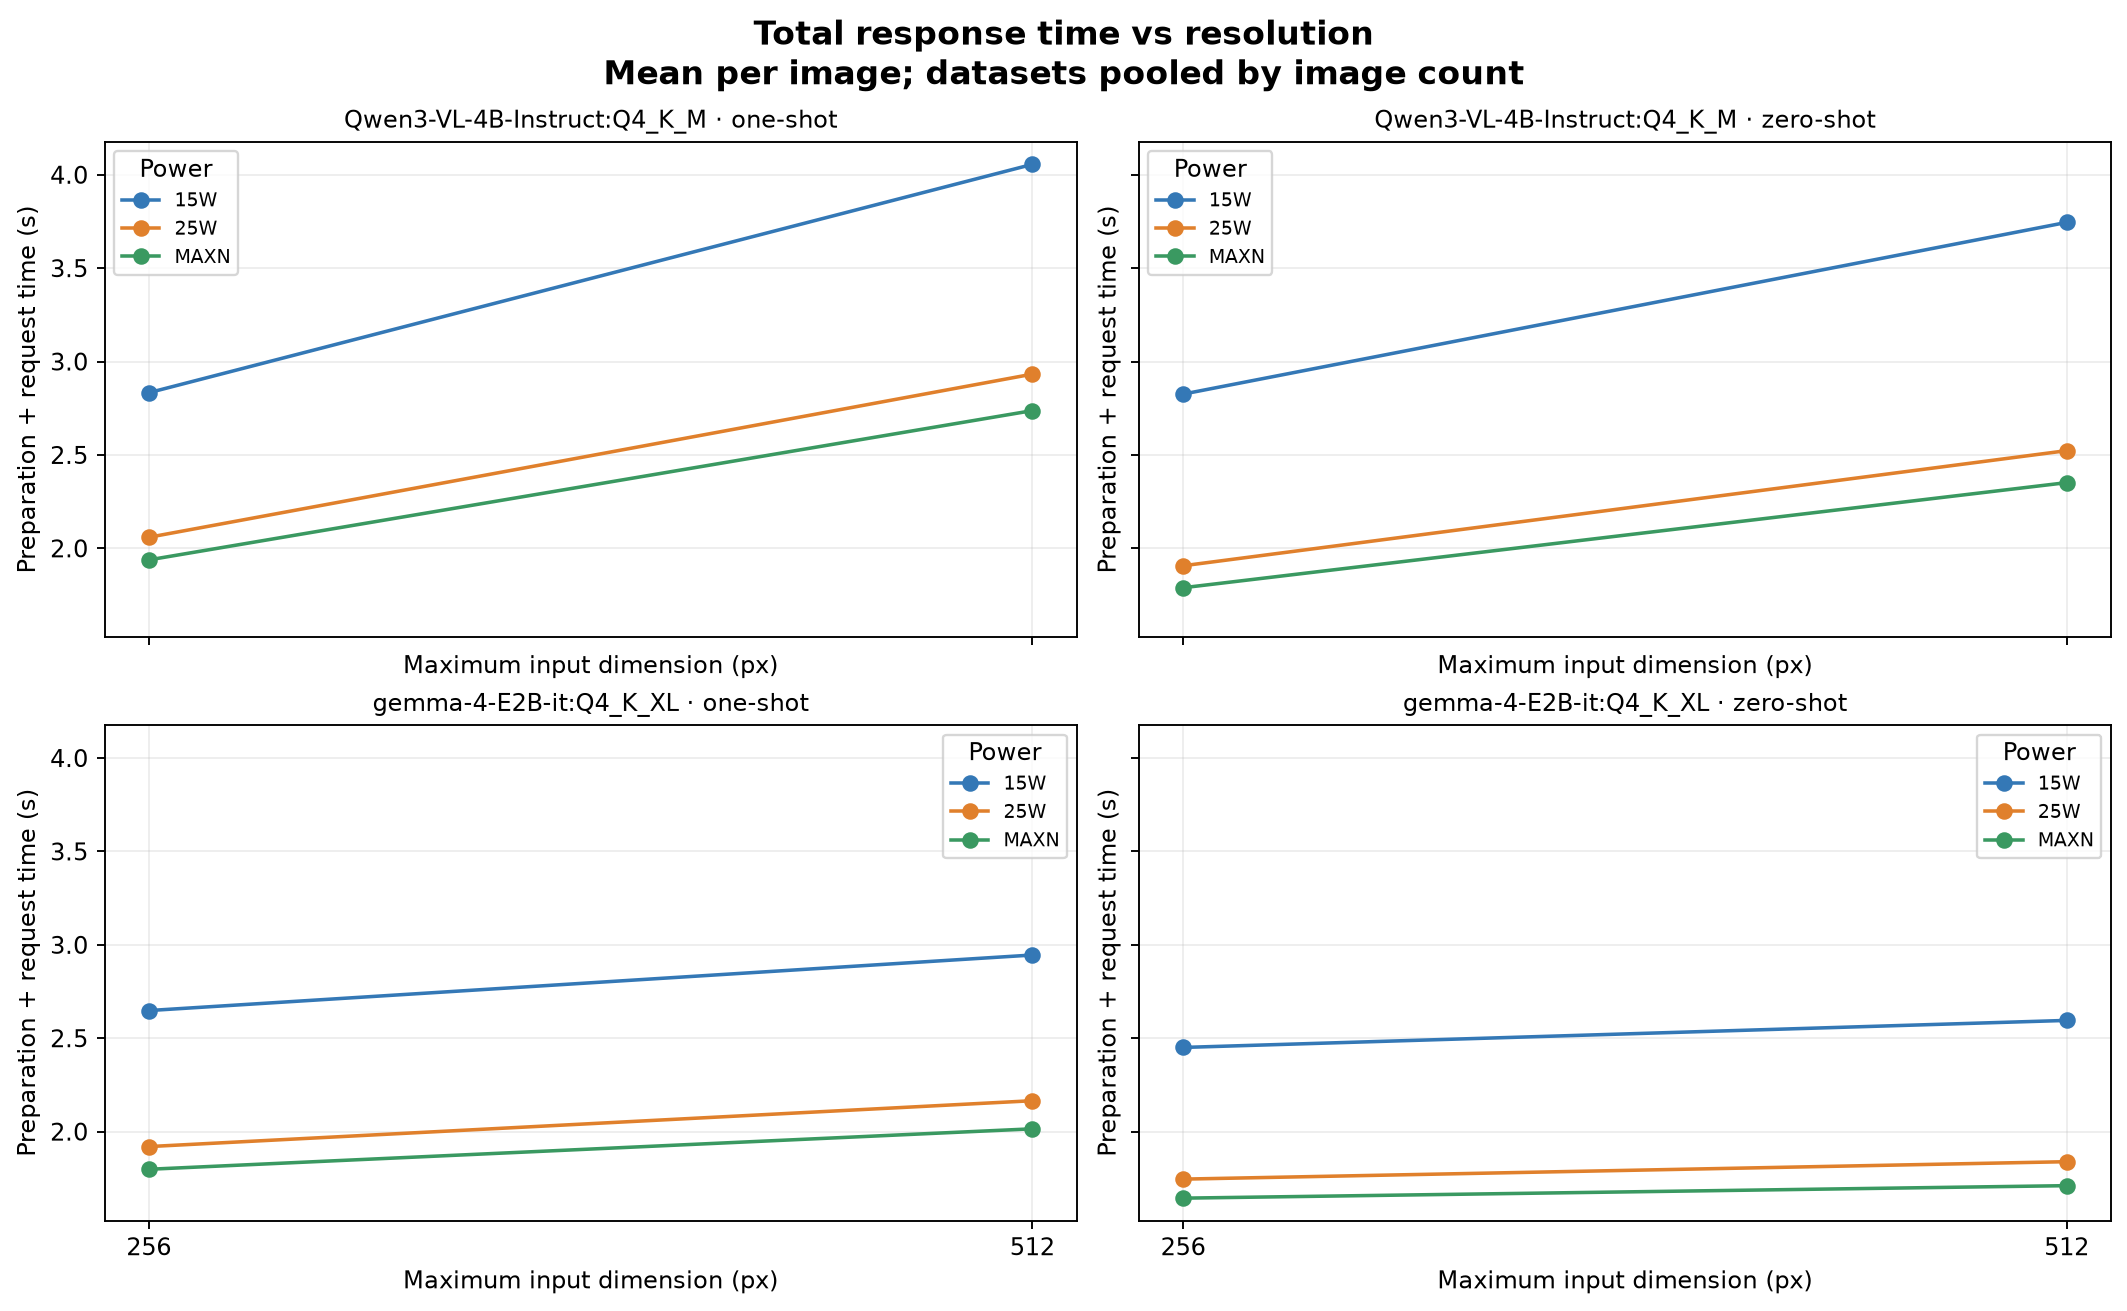 Total response time vs resolution
Mean per image; datasets pooled by image count
Qwen3-VL-4B-Instruct:Q4_K_M · one-shot
Preparation + request time (s)
4.0
3.5
3.0
2.5
2.0
Power
15W
25W
MAXN
Maximum input dimension (px)
Qwen3-VL-4B-Instruct:Q4_K_M · zero-shot
Preparation + request time (s)
Power
15W
25W
MAXN
Maximum input dimension (px)
gemma-4-E2B-it:Q4_K_XL · one-shot
Preparation + request time (s)
4.0
3.5
3.0
2.5
2.0
Power
15W
25W
MAXN
256 512
Maximum input dimension (px)
gemma-4-E2B-it:Q4_K_XL · zero-shot
Preparation + request time (s)
Power
15W
25W
MAXN
256 512
Maximum input dimension (px)